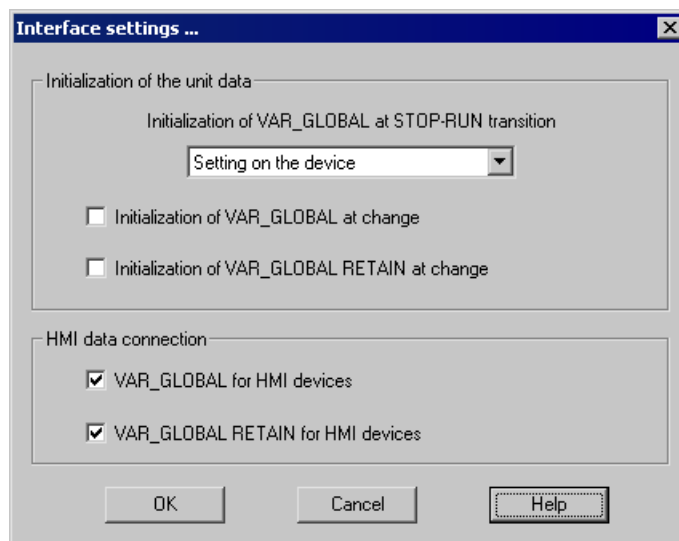 Interface settings ...
Initialization of the unit data
Initialization of VAR_GLOBAL at STOP-RUN transition
Setting on the device
Initialization of VAR_GLOBAL at change
Initialization of VAR_GLOBAL RETAIN at change
HMI data connection
VAR_GLOBAL for HMI devices
VAR_GLOBAL RETAIN for HMI devices
OK Cancel Help